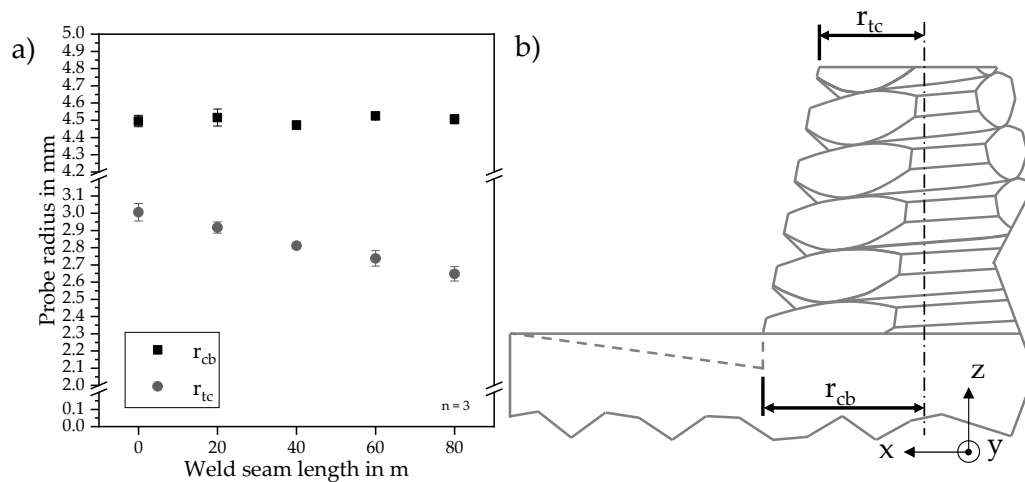 a)
Probe radius in mm
5.0
4.9
4.8
4.7
4.6
4.5
4.4
4.3
4.2
3.1
3.0
2.9
2.8
2.7
2.6
2.5
2.4
2.3
2.2
2.1
2.0
0.1
0.0
r_cb
r_tc
n = 3
0 20 40 60 80
Weld seam length in m
b)
r_tc
r_cb
z
x
y